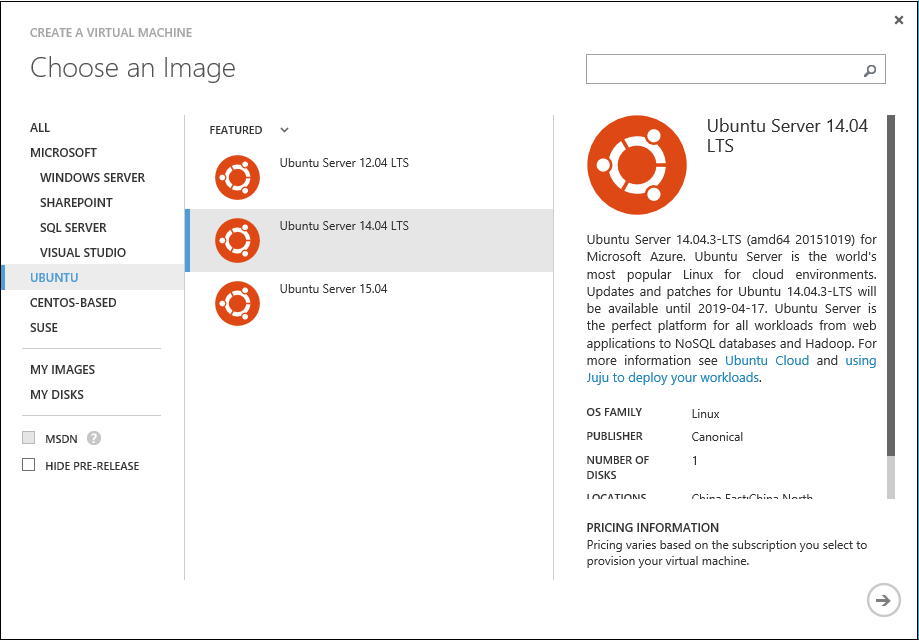 CREATE A VIRTUAL MACHINE
Choose an Image
ALL
MICROSOFT
WINDOWS SERVER
SHAREPOINT
SQL SERVER
VISUAL STUDIO
UBUNTU
CENTOS-BASED
SUSE
MY IMAGES
MY DISKS
MSDN ?
HIDE PRE-RELEASE
FEATURED
Ubuntu Server 12.04 LTS
Ubuntu Server 14.04 LTS
Ubuntu Server 15.04
Ubuntu Server 14.04
LTS
Ubuntu Server 14.04.3-LTS (amd64 20151019) for
Microsoft Azure. Ubuntu Server is the world's
most popular Linux for cloud environments.
Updates and patches for Ubuntu 14.04.3-LTS will
be available until 2019-04-17. Ubuntu Server is
the perfect platform for all workloads from web
applications to NoSQL databases and Hadoop. For
more information see Ubuntu Cloud and using
Juju to deploy your workloads.
OS FAMILY Linux
PUBLISHER Canonical
NUMBER OF 1
DISKS
LOCATIONS China East;China North
PRICING INFORMATION
Pricing varies based on the subscription you select to
provision your virtual machine.